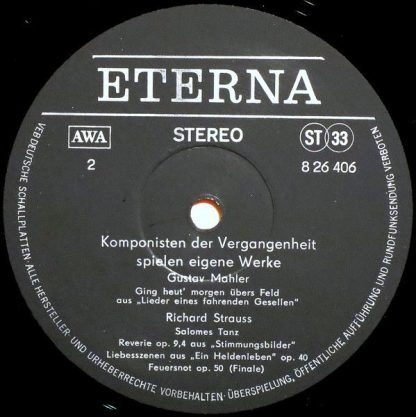 ETERNA
AWA
STEREO
ST 33
2
8 26 406
Komponisten der Vergangenheit
spielen eigene Werke
Gustav Mahler
Ging heut' morgen übers Feld
aus „Lieder eines fahrenden Gesellen"
Richard Strauss
Salomes Tanz
Reverie op. 9,4 aus „Stimmungsbilder"
Liebesszenen aus „Ein Heldenleben" op. 40
Feuersnot op. 50 (Finale)
VEB DEUTSCHE SCHALLPLATTEN · ALLE HERSTELLER- UND URHEBERRECHTE VORBEHALTEN · ÜBERSPIELUNG, ÖFFENTLICHE AUFFÜHRUNG UND RUNDFUNKSENDUNG VERBOTEN